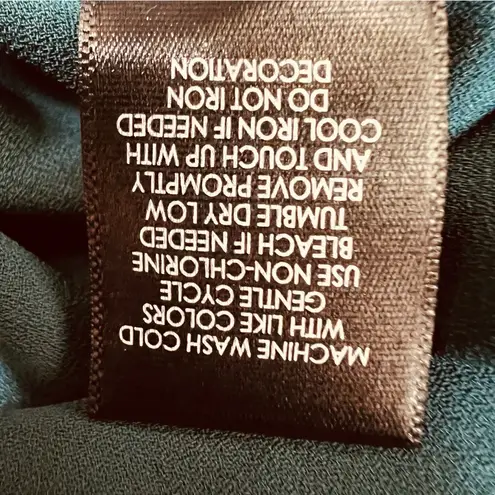 MACHINE WASH COLD
WITH LIKE COLORS
GENTLE CYCLE
USE NON-CHLORINE
BLEACH IF NEEDED
TUMBLE DRY LOW
REMOVE PROMPTLY
AND TOUCH UP WITH
COOL IRON IF NEEDED
DO NOT IRON
DECORATION